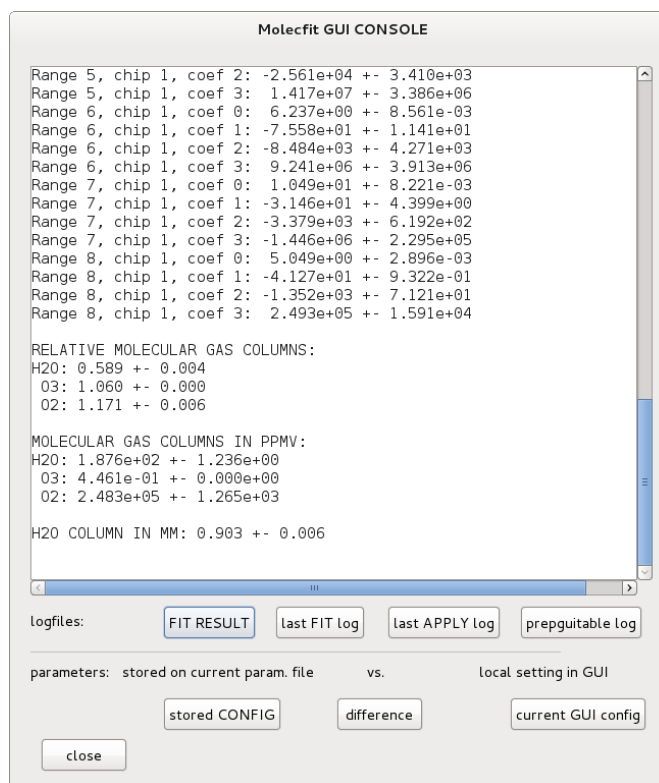 Molecfit GUI CONSOLE
Range 5, chip 1, coef 2: -2.561e+04 +- 3.410e+03
Range 5, chip 1, coef 3:  1.417e+07 +- 3.386e+06
Range 6, chip 1, coef 0:  6.237e+00 +- 8.561e-03
Range 6, chip 1, coef 1: -7.558e+01 +- 1.141e+01
Range 6, chip 1, coef 2: -8.484e+03 +- 4.271e+03
Range 6, chip 1, coef 3:  9.241e+06 +- 3.913e+06
Range 7, chip 1, coef 0:  1.049e+01 +- 8.221e-03
Range 7, chip 1, coef 1: -3.146e+01 +- 4.399e+00
Range 7, chip 1, coef 2: -3.379e+03 +- 6.192e+02
Range 7, chip 1, coef 3: -1.446e+06 +- 2.295e+05
Range 8, chip 1, coef 0:  5.049e+00 +- 2.896e-03
Range 8, chip 1, coef 1: -4.127e+01 +- 9.322e-01
Range 8, chip 1, coef 2: -1.352e+03 +- 7.121e+01
Range 8, chip 1, coef 3:  2.493e+05 +- 1.591e+04
RELATIVE MOLECULAR GAS COLUMNS:
H2O: 0.589 +- 0.004
O3: 1.060 +- 0.000
O2: 1.171 +- 0.006
MOLECULAR GAS COLUMNS IN PPMV:
H2O: 1.876e+02 +- 1.236e+00
O3: 4.461e-01 +- 0.000e+00
O2: 2.483e+05 +- 1.265e+03
H2O COLUMN IN MM: 0.903 +- 0.006
logfiles: FIT RESULT last FIT log last APPLY log prepguitable log
parameters: stored on current param. file vs. local setting in GUI
stored CONFIG difference current GUI config
close